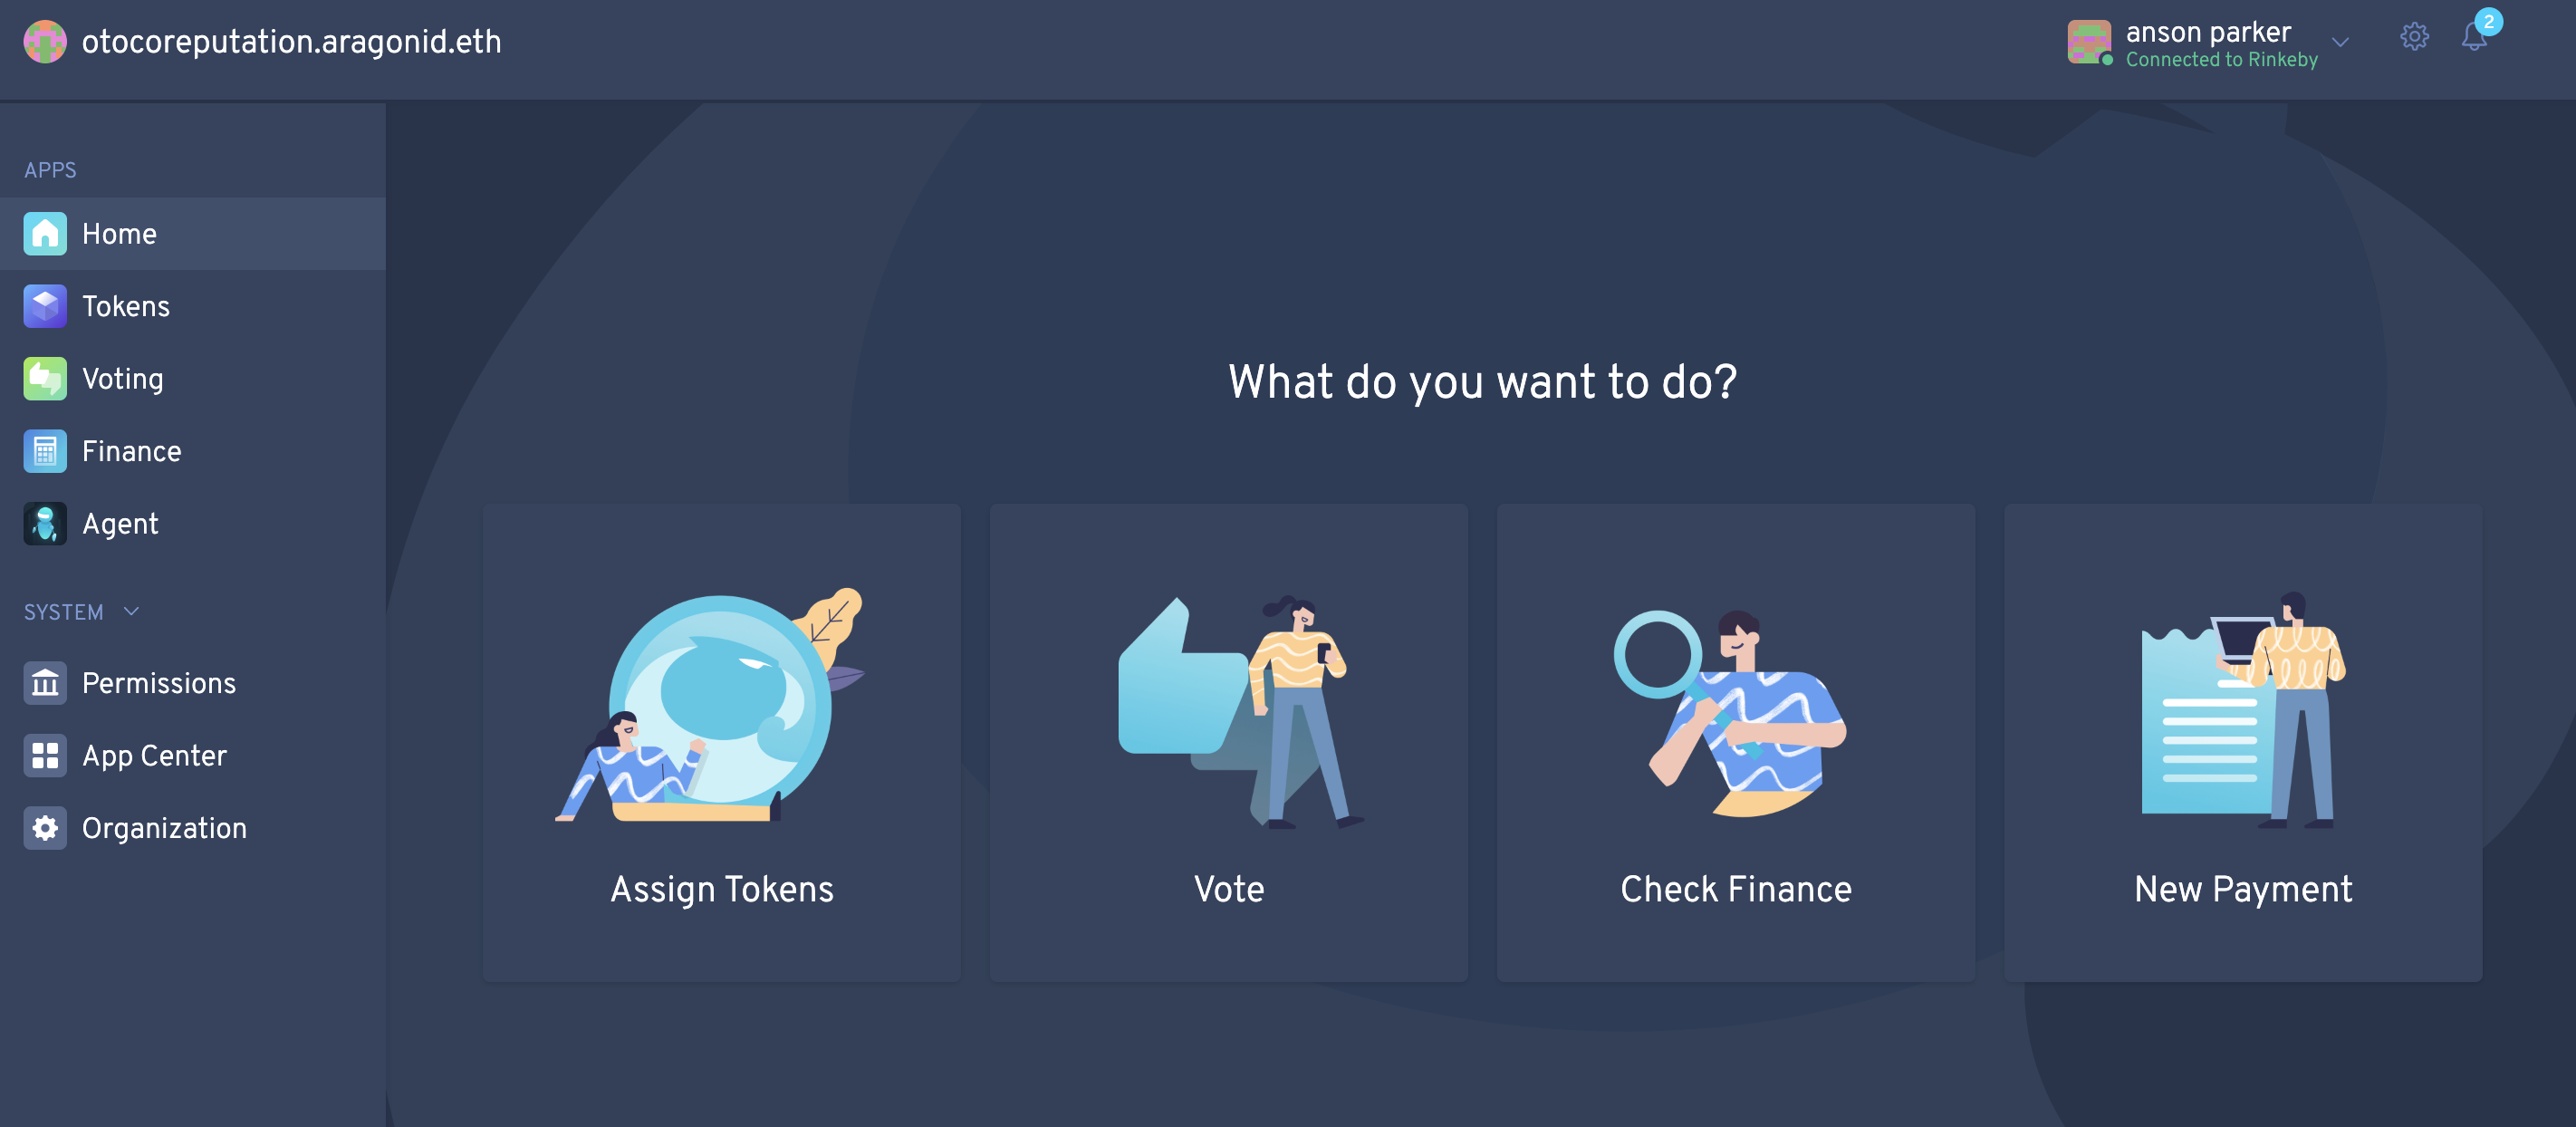 otocoreputation.aragonid.eth
anson parker
Connected to Rinkeby
2
APPS
Home
Tokens
Voting
Finance
Agent
SYSTEM
Permissions
App Center
Organization
What do you want to do?
Assign Tokens
Vote
Check Finance
New Payment